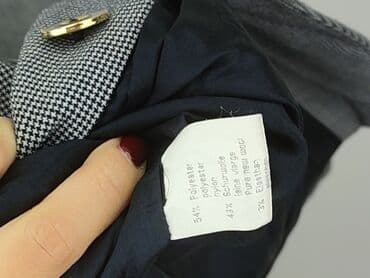 54% Polyester
polyester
nylon
43% Schurwolle
laine vierge
Pure new wool
3% Elasthan